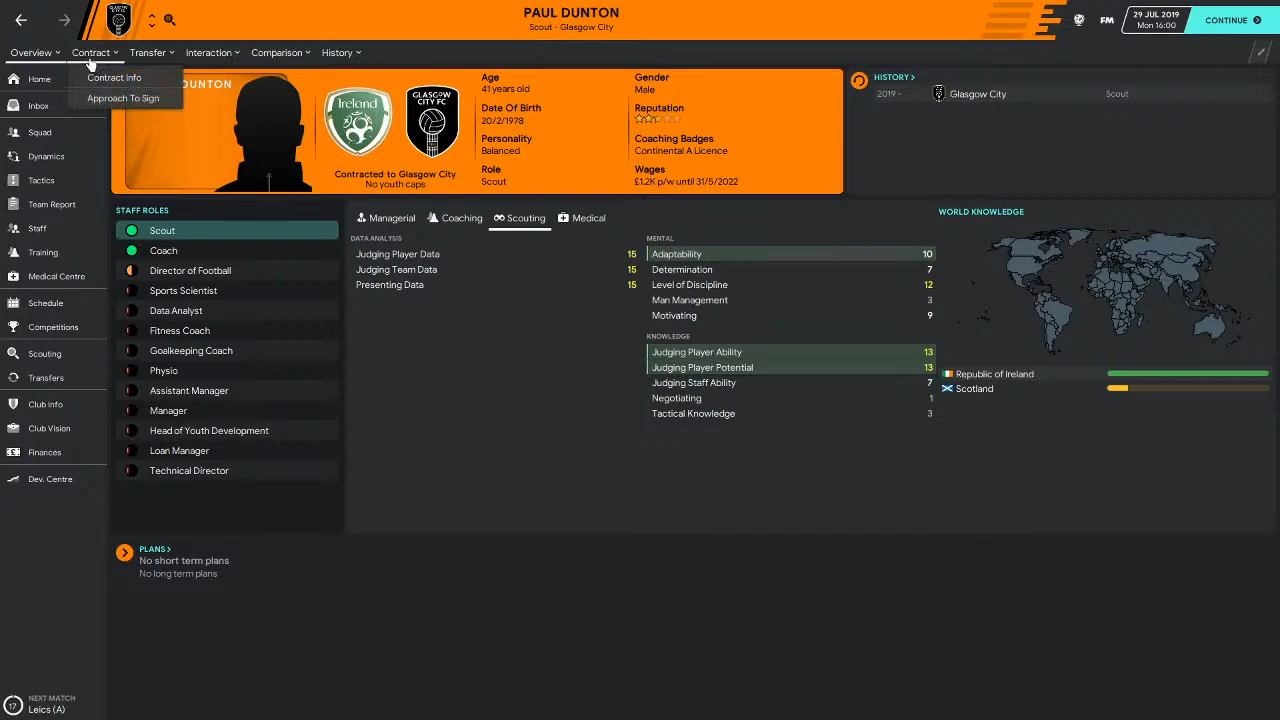 PAUL DUNTON
Scout - Glasgow City
FM
29 JUL 2019
Mon 16:00
CONTINUE
Overview
Contract
Transfer
Interaction
Comparison
History
Contract Info
Approach To Sign
Home
Inbox
Squad
Dynamics
Tactics
Team Report
Staff
Training
Medical Centre
Schedule
Competitions
Scouting
Transfers
Club Info
Club Vision
Finances
Dev. Centre
NEXT MATCH
17
Leics (A)
DUNTON
Ireland
GLASGOW
CITY FC
Contracted to Glasgow City
No youth caps
Age
41 years old
Date Of Birth
20/2/1978
Personality
Balanced
Role
Scout
Gender
Male
Reputation
Coaching Badges
Continental A Licence
Wages
£1.2K p/w until 31/5/2022
HISTORY >
2019 - Glasgow City Scout
STAFF ROLES
Scout
Coach
Director of Football
Sports Scientist
Data Analyst
Fitness Coach
Goalkeeping Coach
Physio
Assistant Manager
Manager
Head of Youth Development
Loan Manager
Technical Director
Managerial
Coaching
Scouting
Medical
DATA ANALYSIS
Judging Player Data 15
Judging Team Data 15
Presenting Data 15
MENTAL
Adaptability 10
Determination 7
Level of Discipline 12
Man Management 3
Motivating 9
KNOWLEDGE
Judging Player Ability 13
Judging Player Potential 13
Judging Staff Ability 7
Negotiating 1
Tactical Knowledge 3
WORLD KNOWLEDGE
Republic of Ireland
Scotland
PLANS >
No short term plans
No long term plans